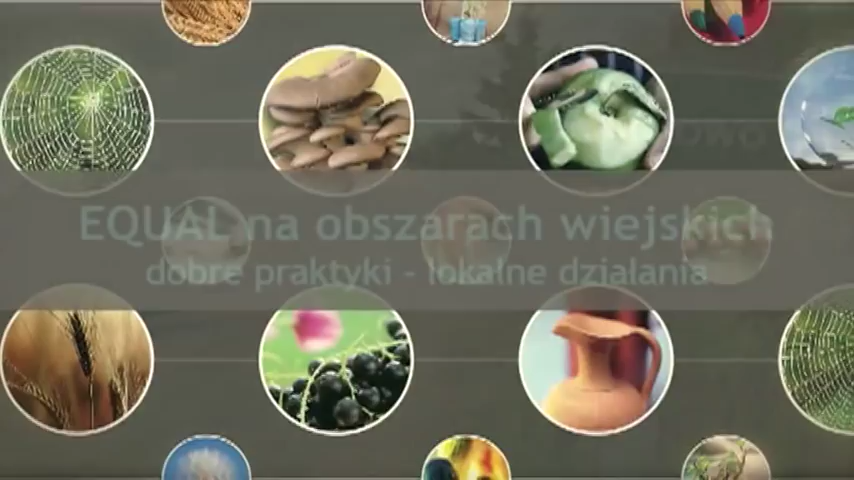 EQUAL na obszarach wiejskich
dobre praktyki - lokalne działania